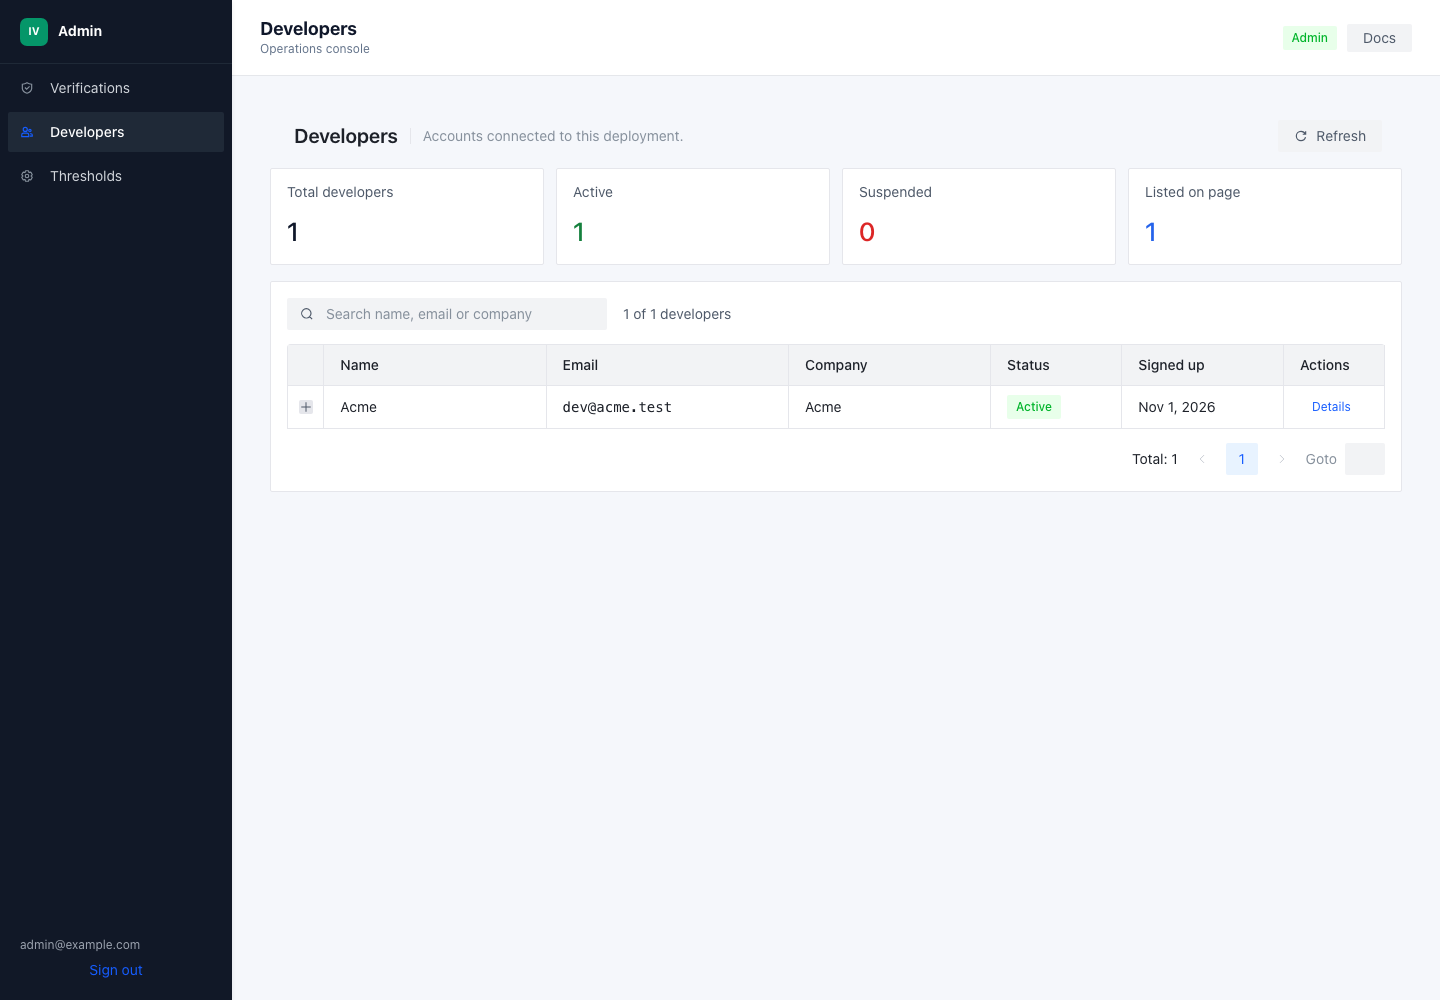 IV Admin
Verifications
Developers
Thresholds
admin@example.com
Sign out
Developers
Operations console
Admin Docs
Developers Accounts connected to this deployment. Refresh
Total developers Active Suspended Listed on page
1 1 0 1
Search name, email or company 1 of 1 developers
Name Email Company Status Signed up Actions
Acme dev@acme.test Acme Active Nov 1, 2026 Details
Total: 1 1 Goto